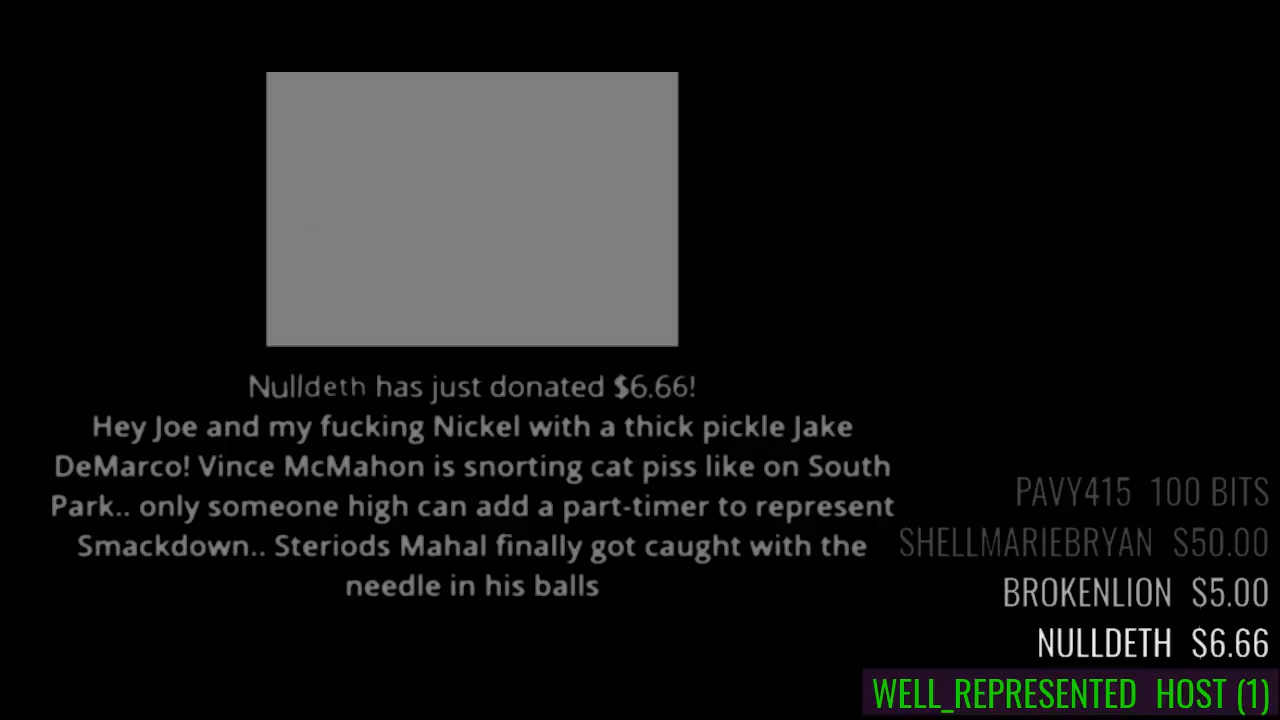 Nulldeth has just donated $6.66!
Hey Joe and my fucking Nickel with a thick pickle Jake
DeMarco! Vince McMahon is snorting cat piss like on South
Park.. only someone high can add a part-timer to represent
Smackdown.. Steriods Mahal finally got caught with the
needle in his balls
PAVY415 100 BITS
SHELLMARIEBRYAN $50.00
BROKENLION $5.00
NULLDETH $6.66
WELL_REPRESENTED HOST (1)